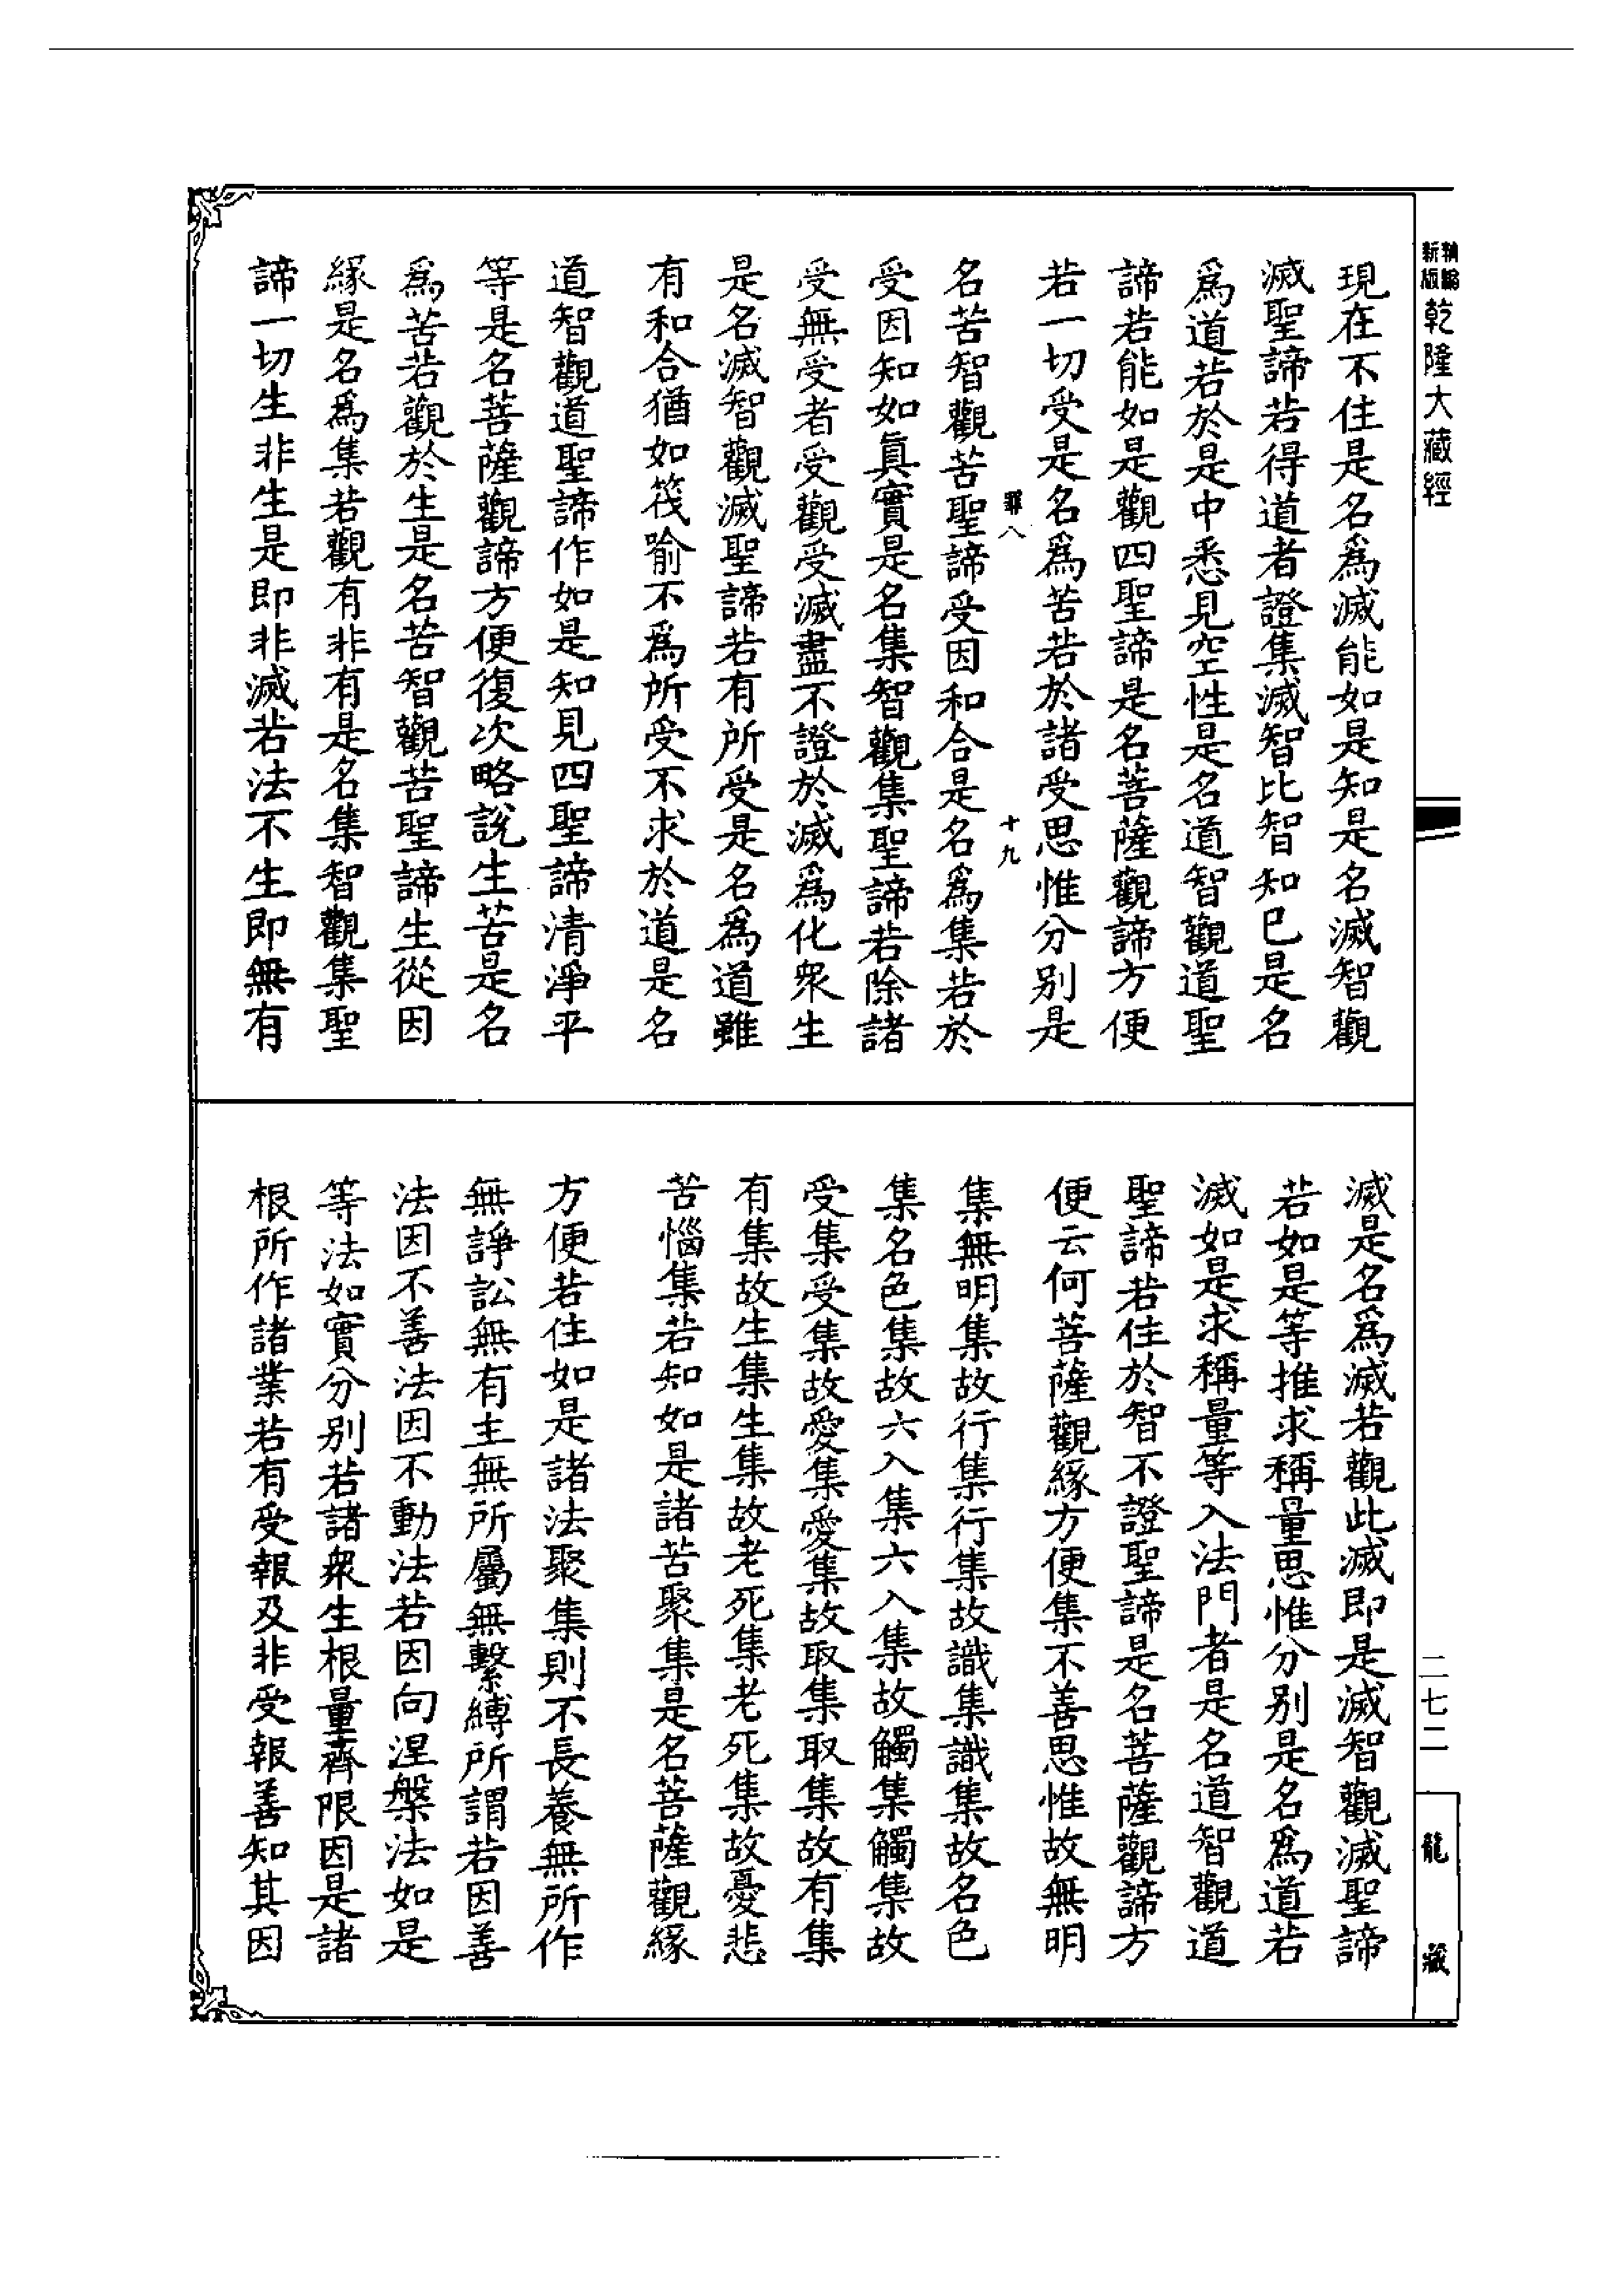 新編縮版
乾隆大藏經
現在不住是名為滅能如是知是名滅智觀
滅聖諦若得道者證集滅智比智知已是名
為道若於是中悉見空性是名道智觀道聖
諦若能如是觀四聖諦是名菩薩觀諦方便
若一切受是名為苦若於諸受思惟分別是
十九
名苦智觀苦聖諦受因和合是名為集若於
受因知如真實是名集智觀集聖諦若除諸
受無受者受觀受滅盡不證於滅為化眾生
是名滅智觀滅聖諦若有所受是名為道雖
有和合猶如筏喻不為所受不求於道是名
道智觀道聖諦作如是知見四聖諦清淨平
等是名菩薩觀諦方便復次略說生苦是名
為苦若觀於生是名苦智觀苦聖諦生從因
緣是名為集若觀有非有是名集智觀集聖
諦一切生非生是即非滅若法不生即無有
滅是名為滅若觀此滅即是滅智觀滅聖諦
若如是等推求稱量思惟分別是名為道若
滅如是求稱量等入法門者是名道智觀道
聖諦若住於智不證聖諦是名菩薩觀諦方
便云何菩薩觀緣方便集不善思惟故無明
集無明集故行集行集故識集識集故名色
集名色集故六入集六入集故觸集觸集故
受集受集故愛集愛集故取集取集故有集
有集故生集生集故老死集老死集故憂悲
苦惱集若知如是諸苦聚集是名菩薩觀緣
方便若住如是諸法聚集則不長養無所作
無諍訟無有主無所屬無繫縛所謂若因善
法因不善法因不動法若因向涅槃法如是
等法如實分別若諸眾生根量齊限因是諸
根所作諸業若有受報及非受報善知其因
二七二
龍藏